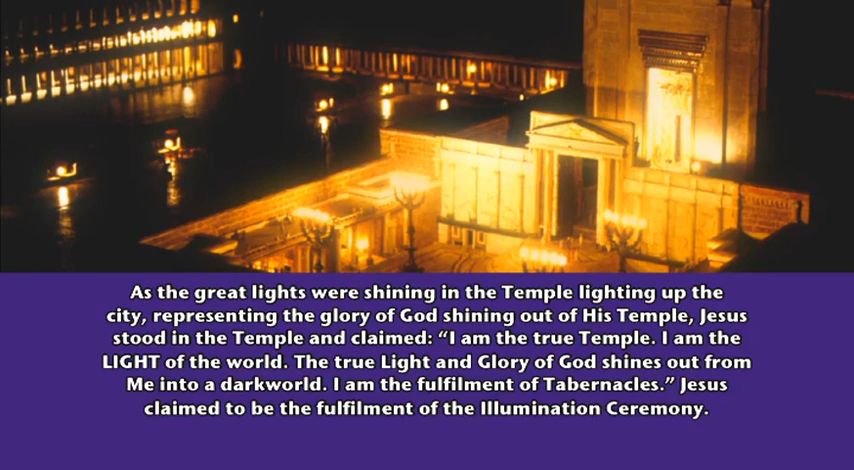 As the great lights were shining in the Temple lighting up the
city, representing the glory of God shining out of His Temple, Jesus
stood in the Temple and claimed: “I am the true Temple. I am the
LIGHT of the world. The true Light and Glory of God shines out from
Me into a darkworld. I am the fulfilment of Tabernacles.” Jesus
claimed to be the fulfilment of the Illumination Ceremony.